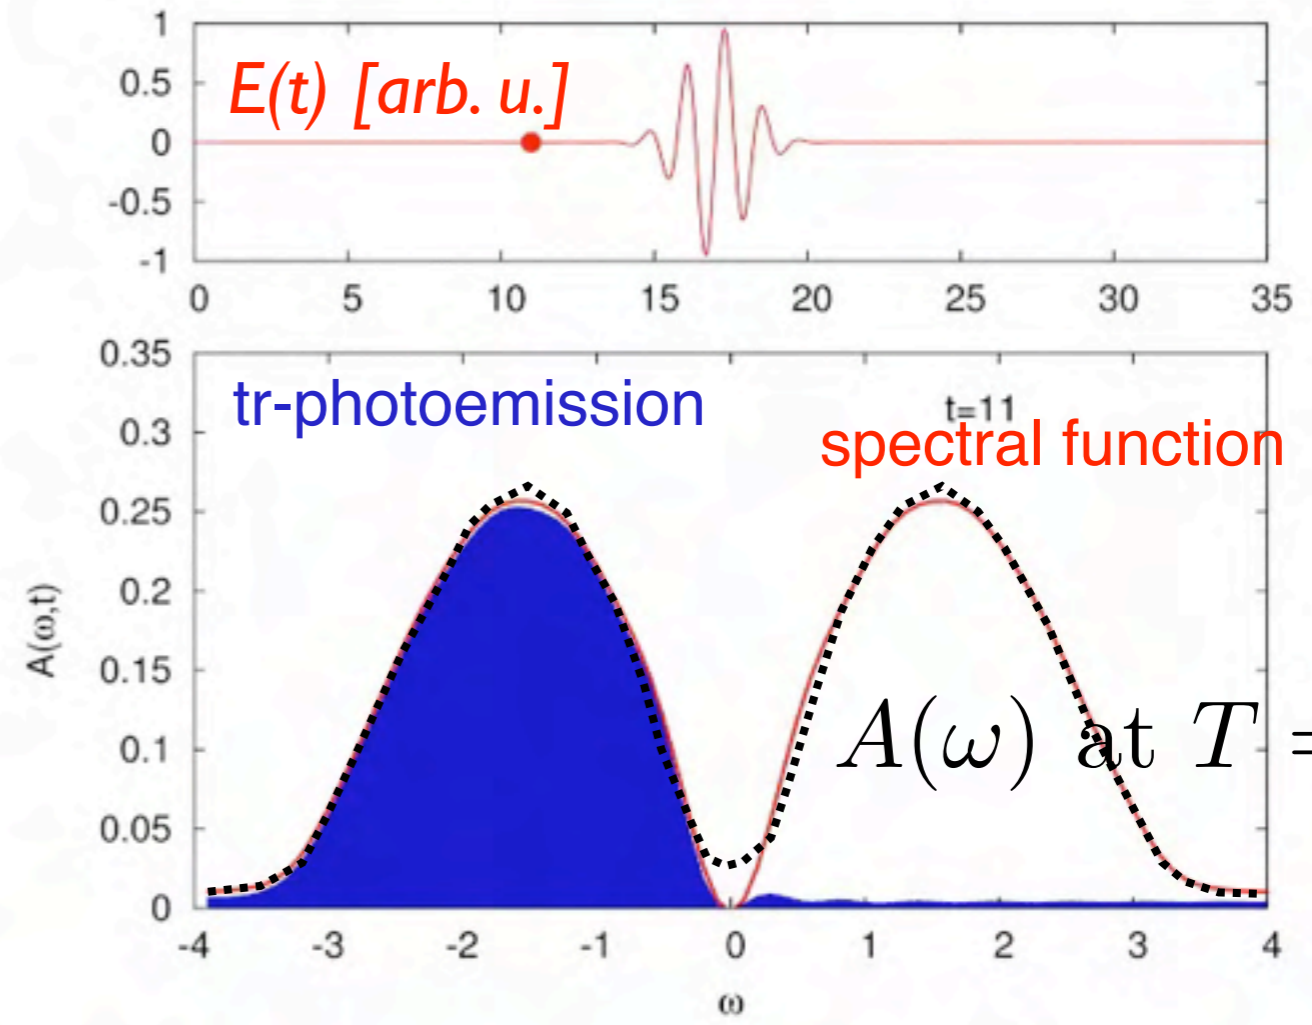 1
0.5
0
-0.5
-1
E(t) [arb. u.]
0 5 10 15 20 25 30 35
0.35
0.3
0.25
0.2
0.15
0.1
0.05
0
A(ω,t)
tr-photoemission
t=11
spectral function
A(ω) at T =
-4 -3 -2 -1 0 1 2 3 4
ω